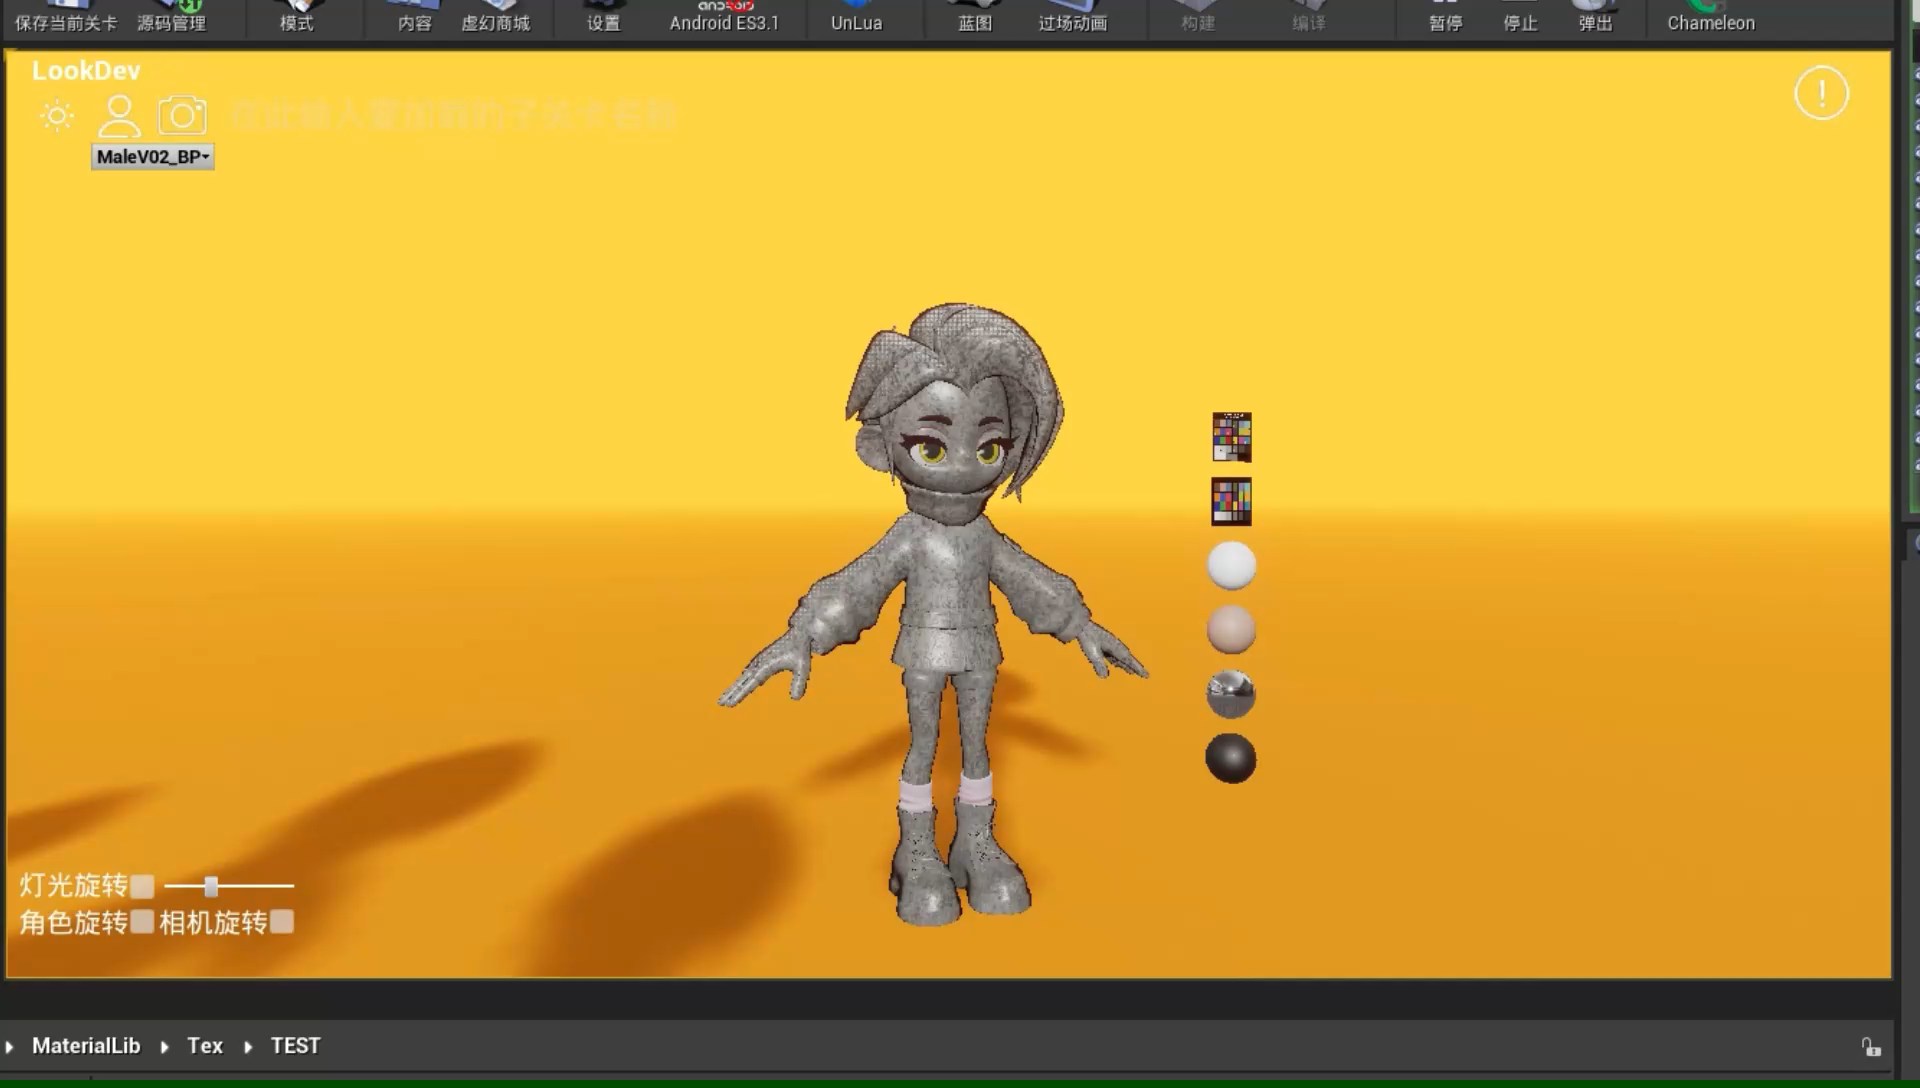 保存当前关卡 源码管理 模式 内容 虚幻商城 设置 Android ES3.1 UnLua 蓝图 过场动画 构建 编译 暂停 停止 弹出 Chameleon
LookDev
MaleV02_BP
灯光旋转
角色旋转 相机旋转
MaterialLib Tex TEST